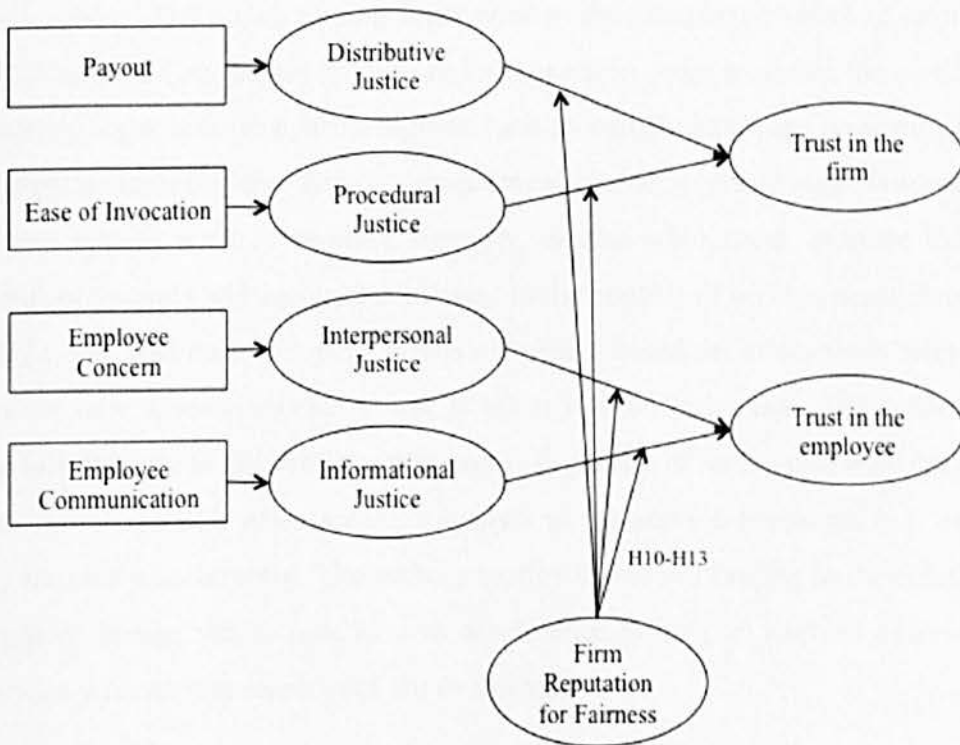 Payout
Distributive
Justice
Trust in the
firm
Ease of Invocation
Procedural
Justice
Employee
Concern
Interpersonal
Justice
Trust in the
employee
Employee
Communication
Informational
Justice
H10-H13
Firm
Reputation
for Fairness